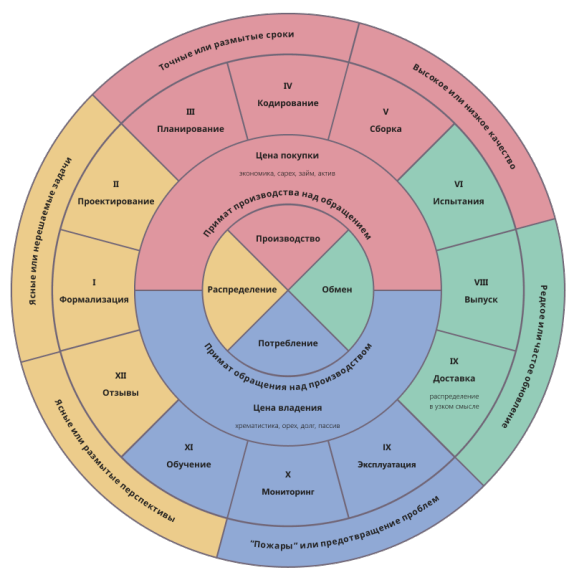 Точные или размытые сроки
Высокое или низкое качество
IV
Кодирование
III
Планирование
V
Сборка
Цена покупки
экономика, capex, займ, актив
II
Проектирование
VI
Испытания
Примат производства над обращением
Ясные или нерешаемые задачи
Производство
I
Формализация
Распределение
Обмен
VIII
Выпуск
Редкое или частое обновление
Потребление
Примат обращения над производством
XII
Отзывы
IX
Доставка
распределение
в узком смысле
Цена владения
хрематистика, opex, долг, пассив
Ясные или размытые перспективы
XI
Обучение
X
Мониторинг
IX
Эксплуатация
"Пожары" или предотвращение проблем